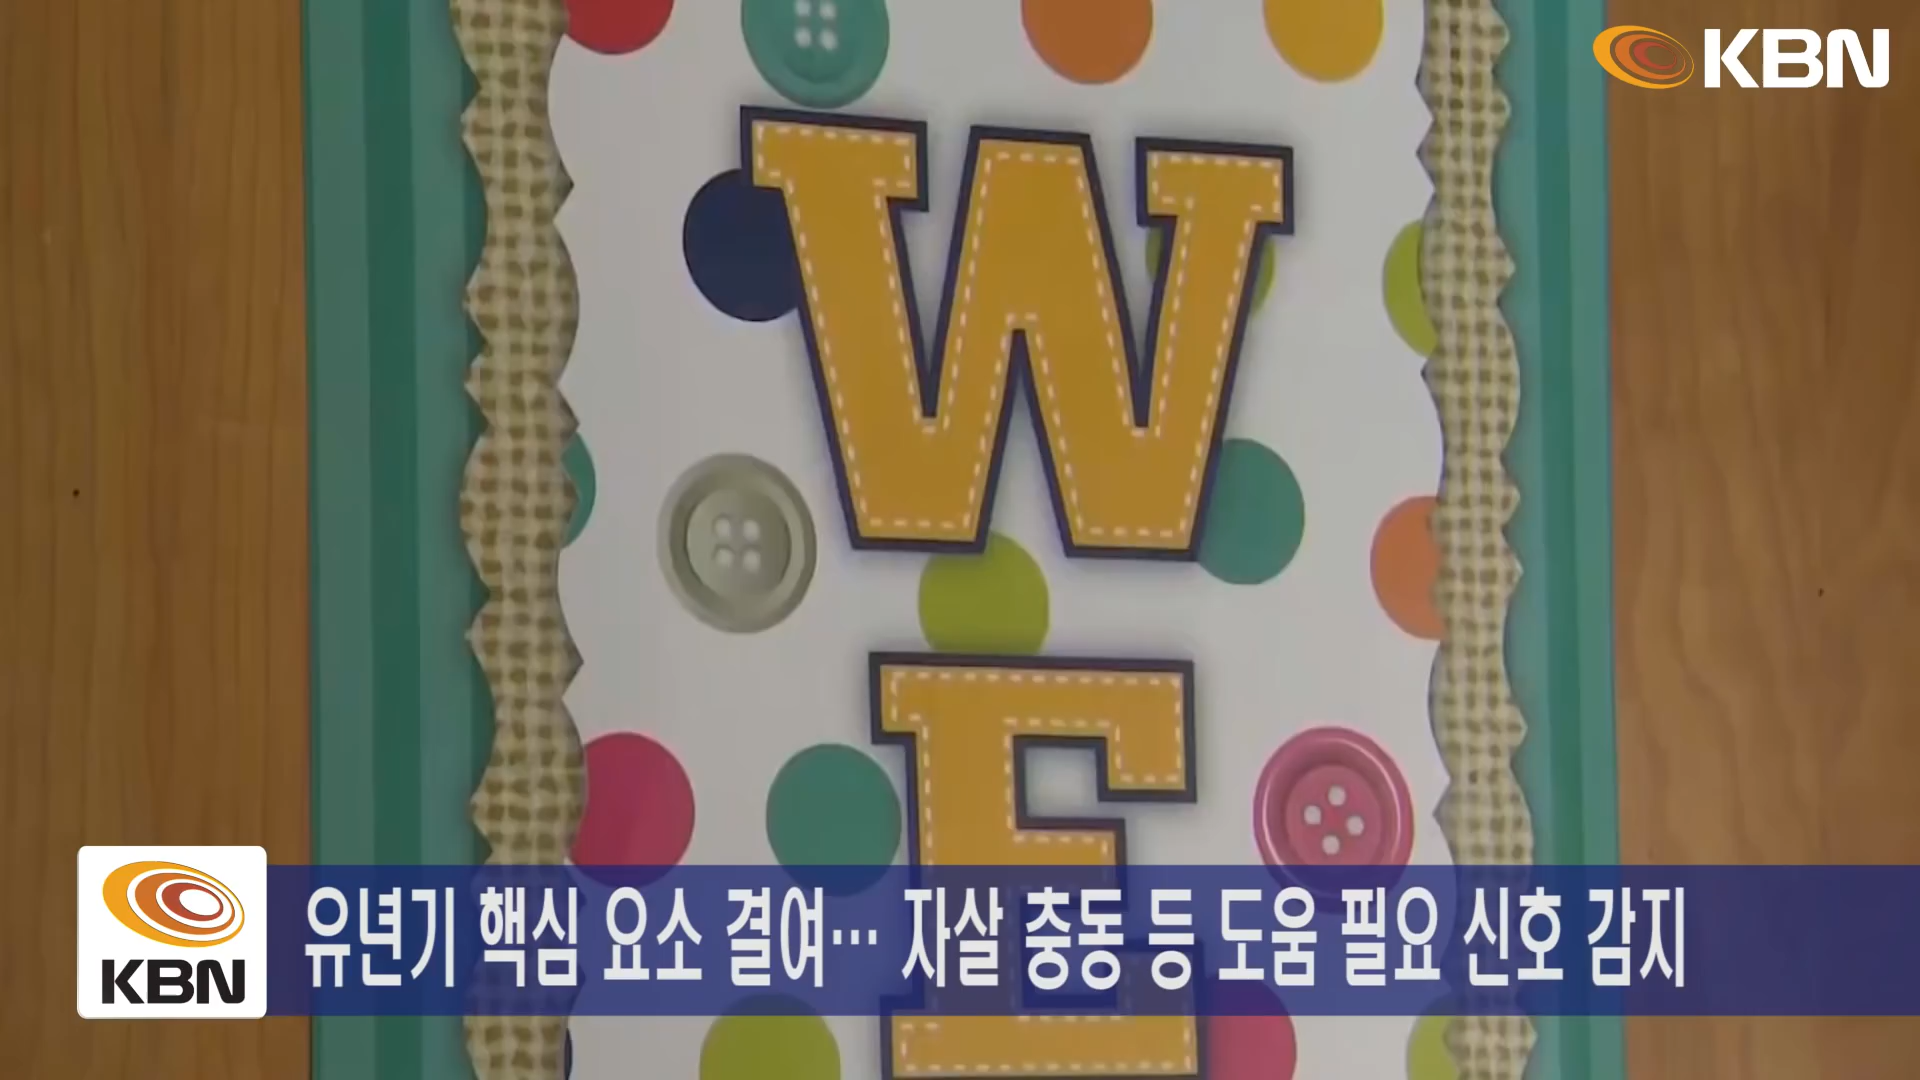 KBN
W
E
KBN
유년기 핵심 요소 결여… 자살 충동 등 도움 필요 신호 감지